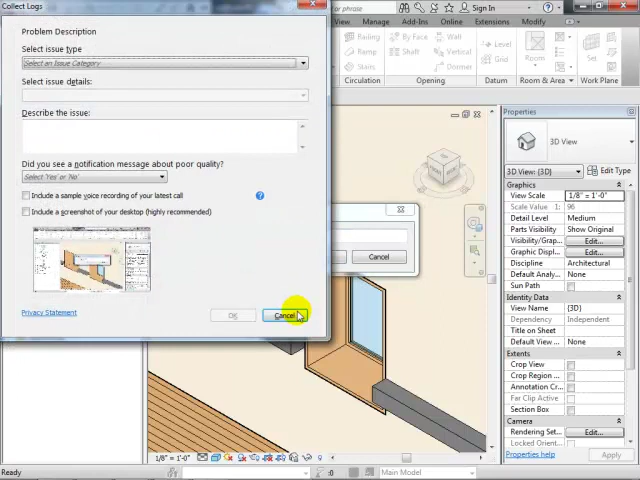 Collect Logs
Problem Description
Select issue type
Select an Issue Category
Select issue details:
Describe the issue:
Did you see a notification message about poor quality?
Select 'Yes' or 'No'
Include a sample voice recording of your latest call
Include a screenshot of your desktop (highly recommended)
Privacy Statement
OK
Cancel
Cancel
Type a keyword or phrase
Sign In
View Manage Add-Ins Online Extensions Modify
Railing
Ramp
Stairs
Circulation
By Face
Shaft
Wall
Vertical
Dormer
Opening
Level
Grid
Datum
Room
Room & Area
Set
Work Plane
Properties
3D View
3D View: {3D}
Edit Type
Graphics
View Scale 1/8" = 1'-0"
Scale Value 1: 96
Detail Level Medium
Parts Visibility Show Original
Visibility/Grap... Edit...
Graphic Displ... Edit...
Discipline Architectural
Default Analy... None
Sun Path
Identity Data
View Name {3D}
Dependency Independent
Title on Sheet
Default View ... None
Extents
Crop View
Crop Region ...
Annotation Cr...
Far Clip Active
Section Box
Camera
Rendering Set... Edit...
Locked Orient...
Properties help
Apply
1/8" = 1'-0"
Ready
:0
Main Model